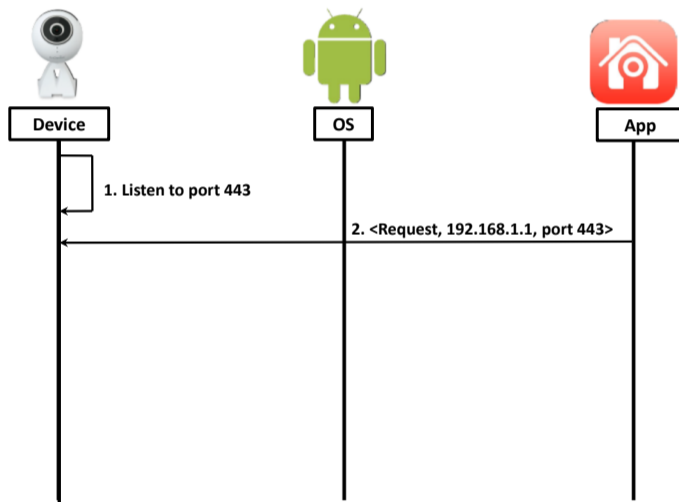 Device
OS
App
1. Listen to port 443
2. <Request, 192.168.1.1, port 443>